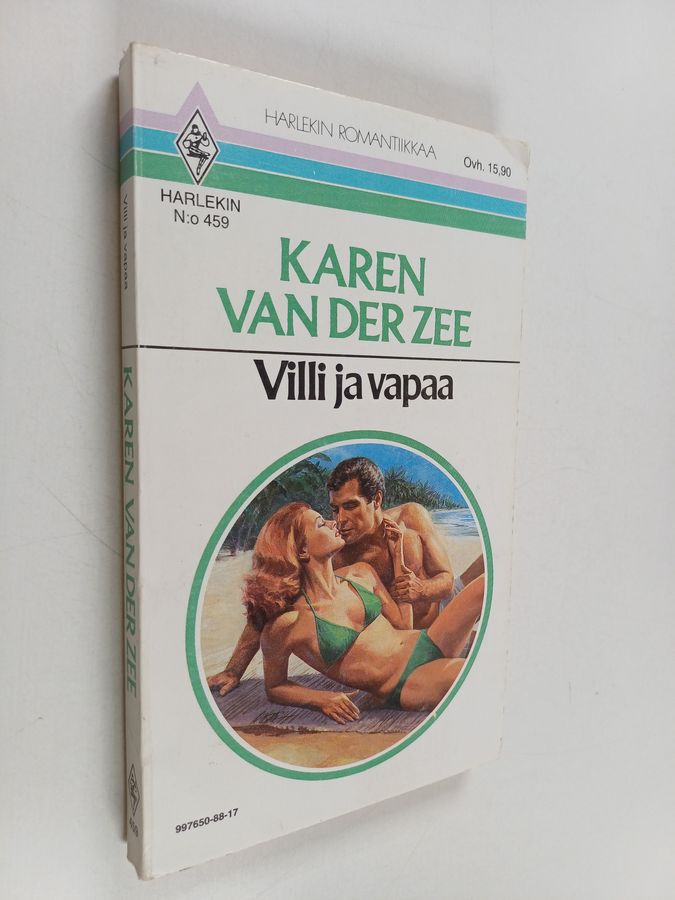 HARLEKIN ROMANTIIKKAA
Ovh. 15,90
HARLEKIN
N:o 459
KAREN
VAN DER ZEE
Villi ja vapaa
997650-88-17
Villi ja vapaa
KAREN VAN DER ZEE
459